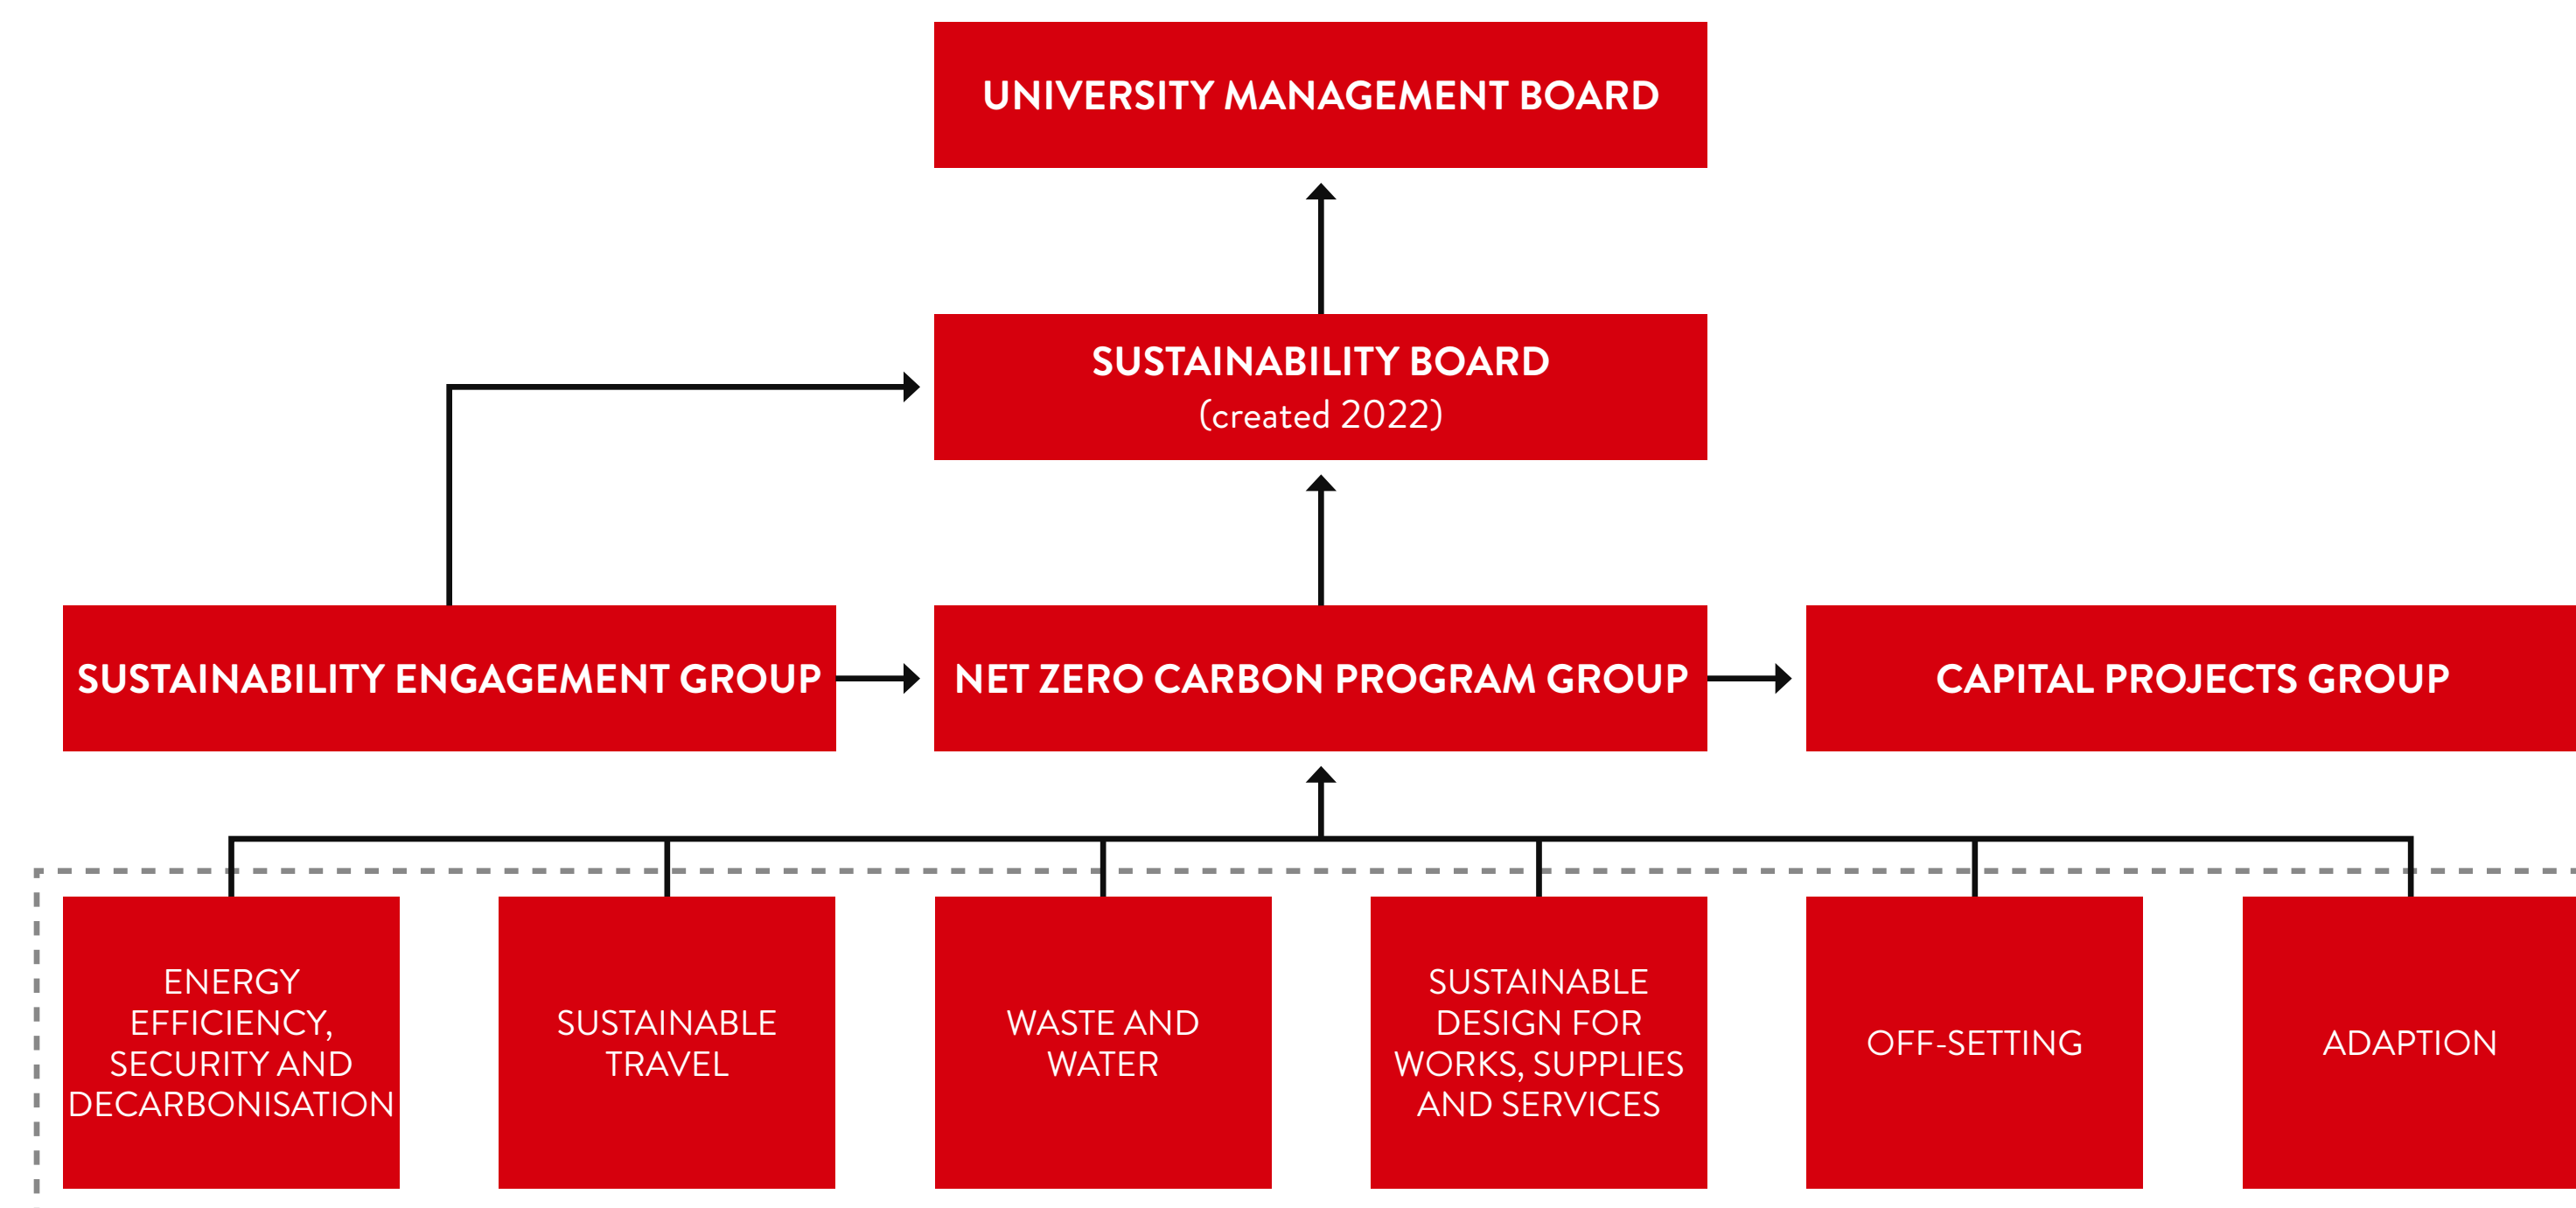 UNIVERSITY MANAGEMENT BOARD
SUSTAINABILITY BOARD
(created 2022)
SUSTAINABILITY ENGAGEMENT GROUP
NET ZERO CARBON PROGRAM GROUP
CAPITAL PROJECTS GROUP
ENERGY
EFFICIENCY,
SECURITY AND
DECARBONISATION
SUSTAINABLE
TRAVEL
WASTE AND
WATER
SUSTAINABLE
DESIGN FOR
WORKS, SUPPLIES
AND SERVICES
OFF-SETTING
ADAPTION